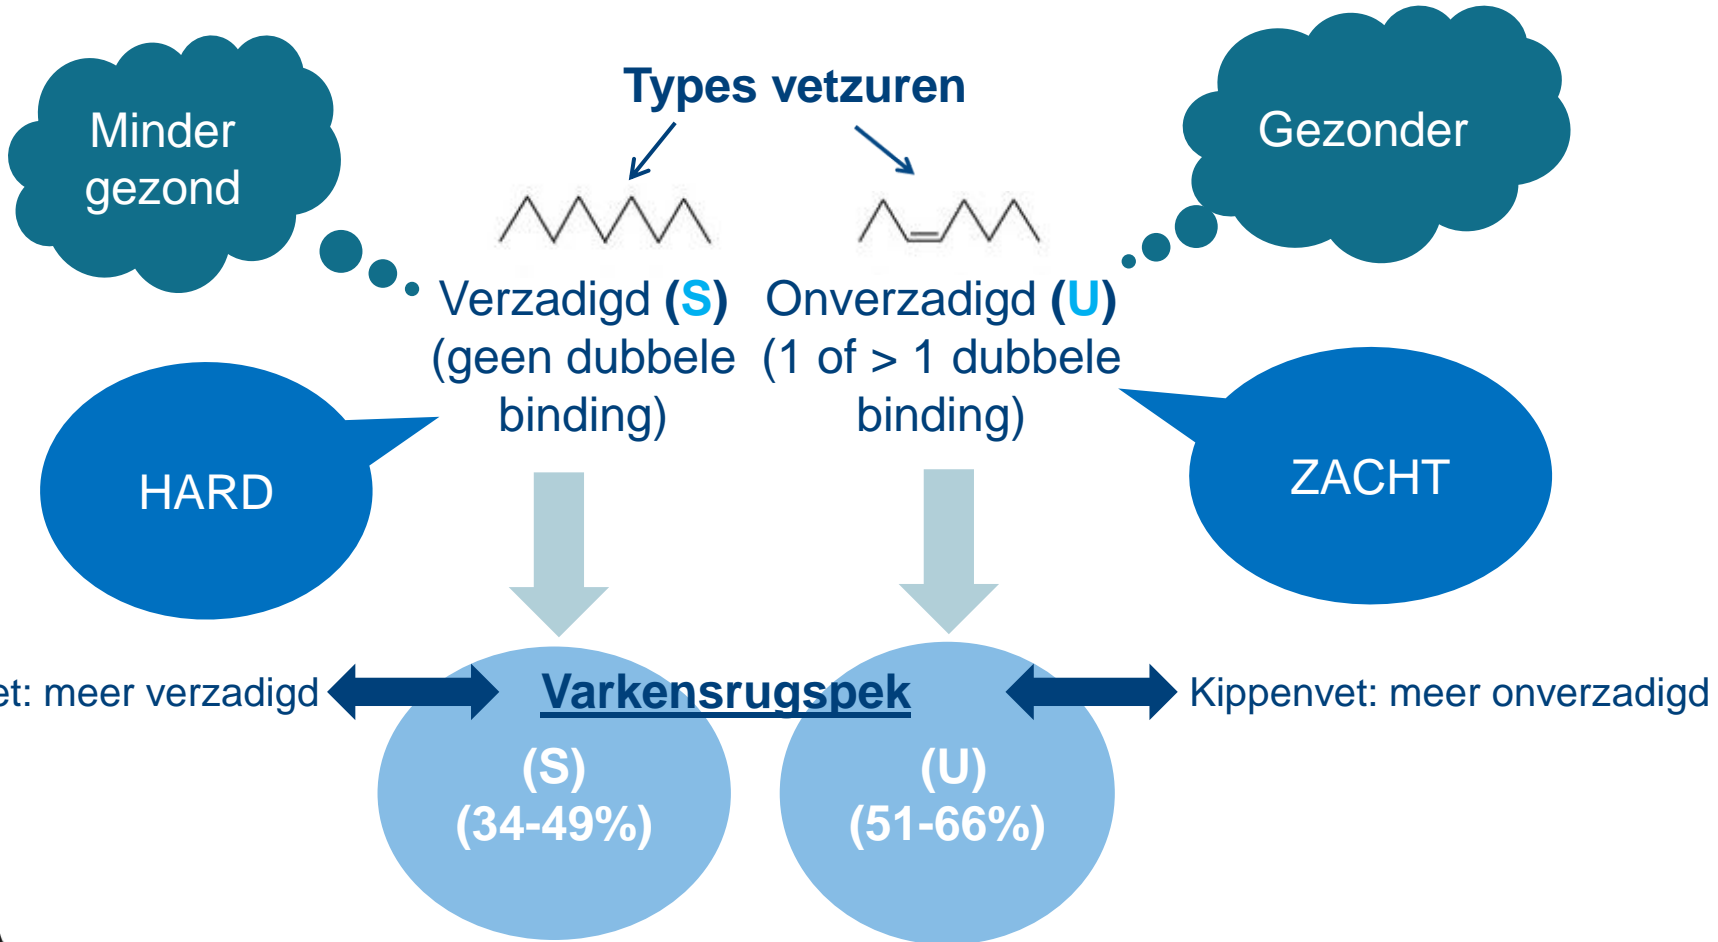 Types vetzuren
Minder
gezond
Gezonder
Verzadigd (S)
(geen dubbele
binding)
Onverzadigd (U)
(1 of > 1 dubbele
binding)
HARD
ZACHT
meer verzadigd
Varkensrugspek
Kippenvet: meer onverzadigd
(S)
(34-49%)
(U)
(51-66%)